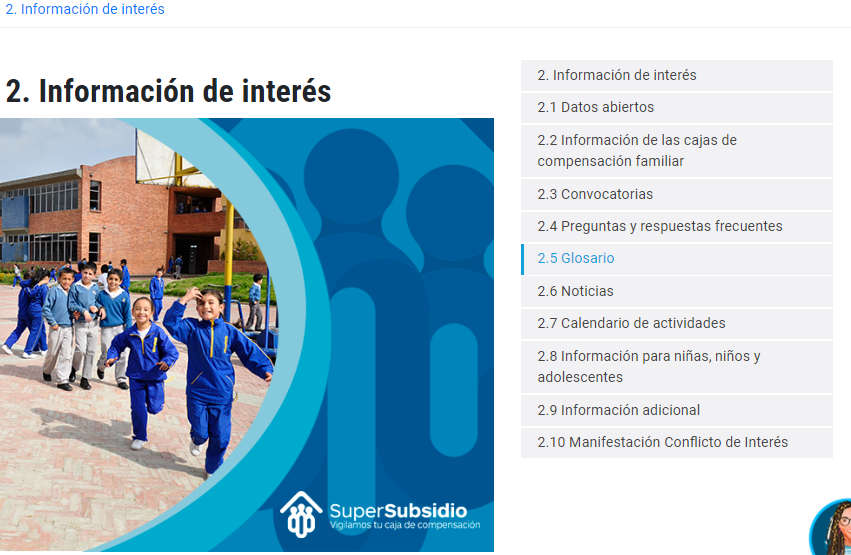 2. Información de interés
2. Información de interés
SuperSubsidio
Vigilamos tu caja de compensación
2. Información de interés
2.1 Datos abiertos
2.2 Información de las cajas de
compensación familiar
2.3 Convocatorias
2.4 Preguntas y respuestas frecuentes
2.5 Glosario
2.6 Noticias
2.7 Calendario de actividades
2.8 Información para niñas, niños y
adolescentes
2.9 Información adicional
2.10 Manifestación Conflicto de Interés